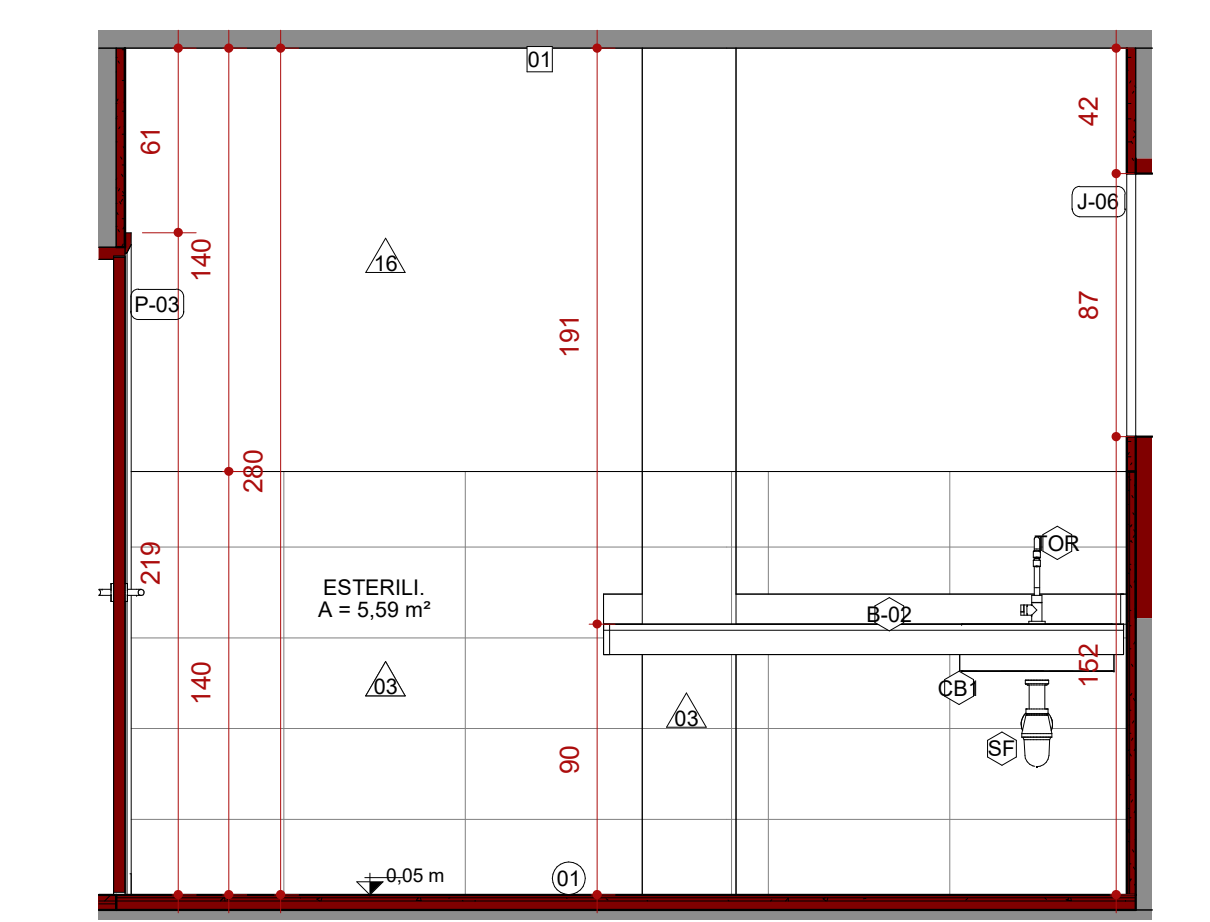 01
42
61
J-06
140
16
P-03
87
191
280
TOR
219
ESTERILI.
A = 5,59 m²
B-02
152
140
03
CB1
03
SF
90
0,05 m
01